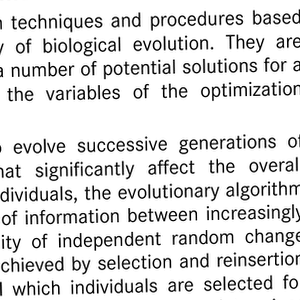 techniques and procedures based
of biological evolution. They are
a number of potential solutions for a
the variables of the optimization
evolve successive generations of
that significantly affect the overal
dividuals, the evolutionary algorithm
of information between increasingly
ity of independent random change
chieved by selection and reinsertion
which individuals are selected fo